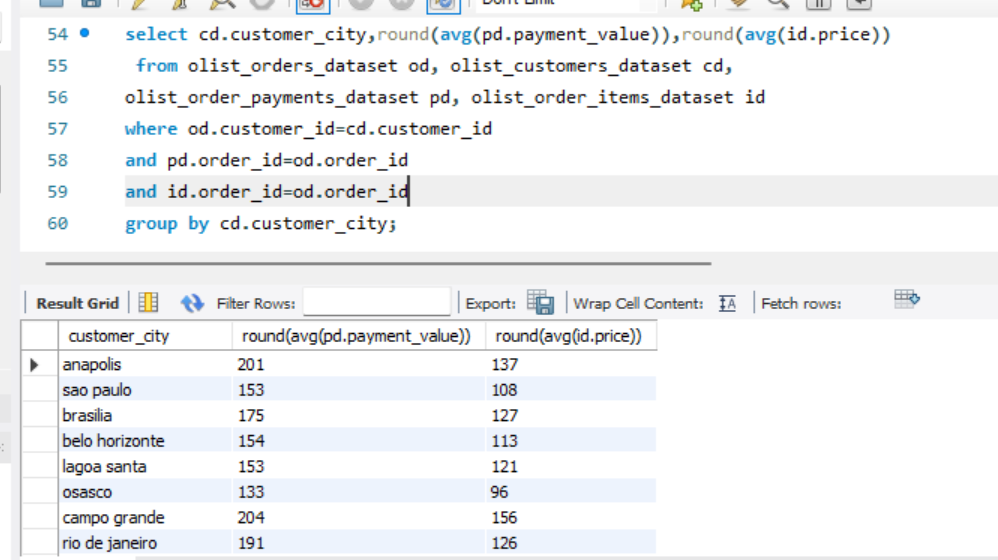 Don't Limit
54 select cd.customer_city,round(avg(pd.payment_value)),round(avg(id.price))
55 from olist_orders_dataset od, olist_customers_dataset cd,
56 olist_order_payments_dataset pd, olist_order_items_dataset id
57 where od.customer_id=cd.customer_id
58 and pd.order_id=od.order_id
59 and id.order_id=od.order_id
60 group by cd.customer_city;
Result Grid Filter Rows: Export: Wrap Cell Content: IA Fetch rows:
customer_city round(avg(pd.payment_value)) round(avg(id.price))
anapolis 201 137
sao paulo 153 108
brasilia 175 127
belo horizonte 154 113
lagoa santa 153 121
osasco 133 96
campo grande 204 156
rio de janeiro 191 126